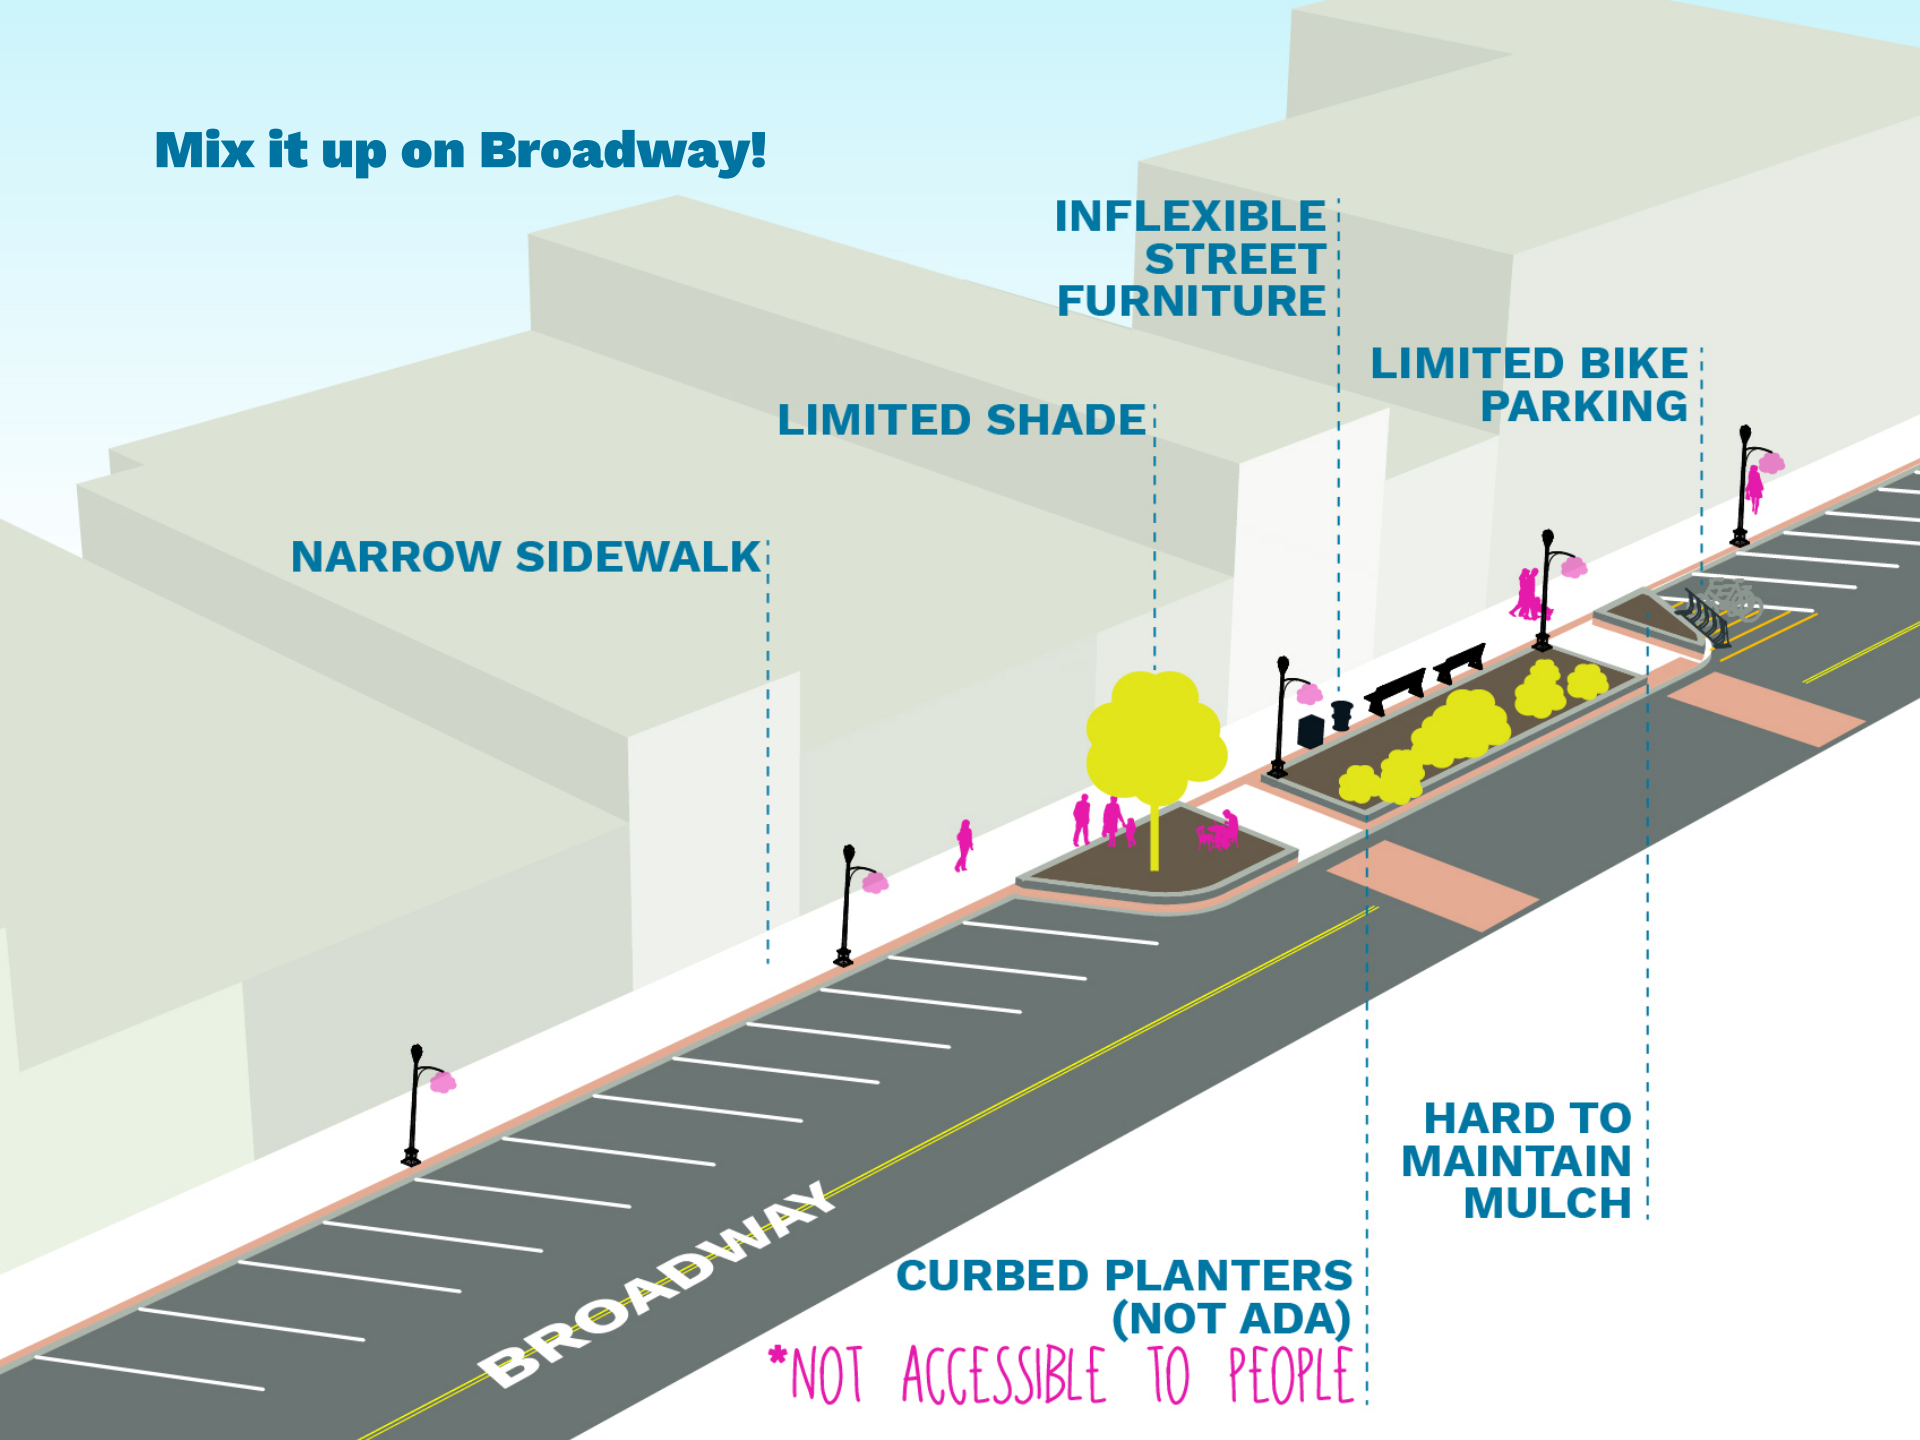 Mix it up on Broadway!
INFLEXIBLE
STREET
FURNITURE
LIMITED BIKE
PARKING
LIMITED SHADE
NARROW SIDEWALK
HARD TO
MAINTAIN
MULCH
BROADWAY
CURBED PLANTERS
(NOT ADA)
*NOT ACCESSIBLE TO PEOPLE